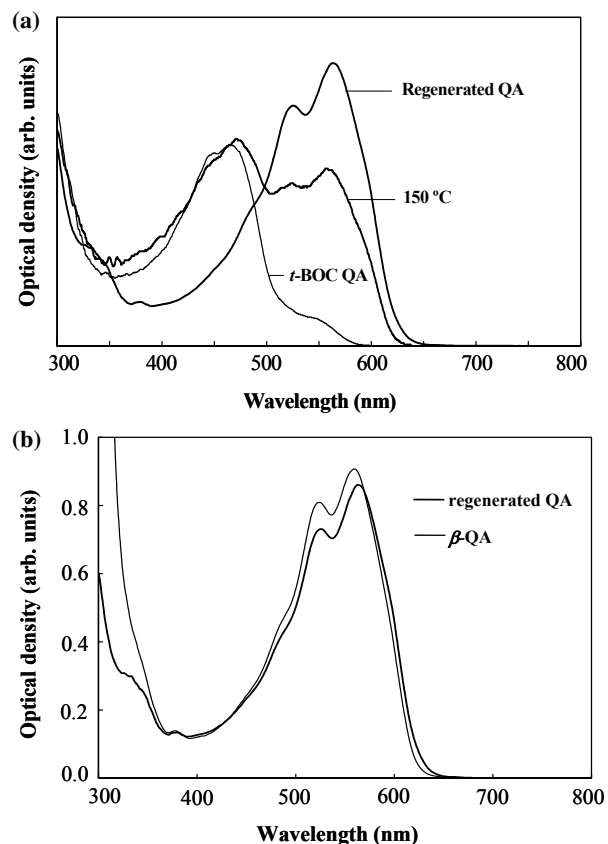 (a)
Optical density (arb. units)
Regenerated QA
150 ºC
t-BOC QA
300 400 500 600 700 800
Wavelength (nm)
(b)
Optical density (arb. units)
1.0
0.8
0.6
0.4
0.2
0.0
regenerated QA
β-QA
300 400 500 600 700 800
Wavelength (nm)